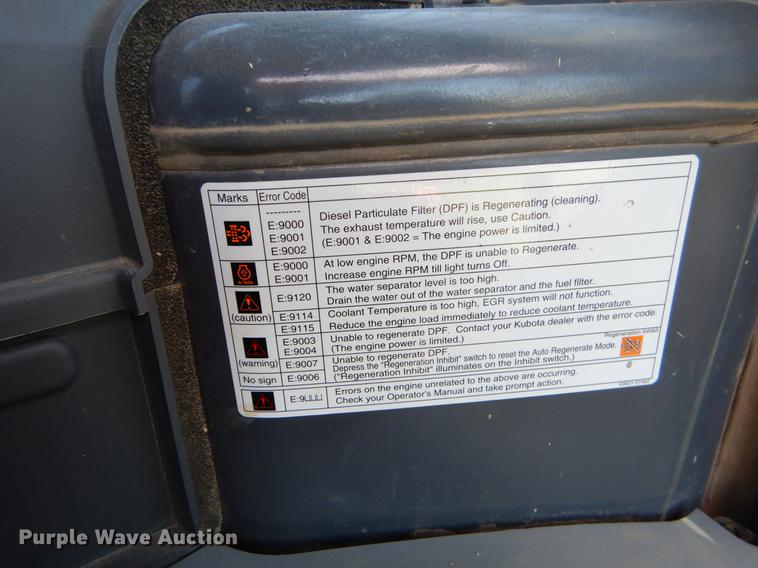 Marks Error Code
---------
E:9000
E:9001
E:9002
Diesel Particulate Filter (DPF) is Regenerating (cleaning).
The exhaust temperature will rise, use Caution.
(E:9001 & E:9002 = The engine power is limited.)
E:9000
E:9001
At low engine RPM, the DPF is unable to Regenerate.
Increase engine RPM till light turns Off.
(caution)
E:9120
The water separator level is too high.
Drain the water out of the water separator and the fuel filter.
E:9114
E:9115
Coolant Temperature is too high, EGR system will not function.
Reduce the engine load immediately to reduce coolant temperature.
(warning)
E:9003
E:9004
Unable to regenerate DPF. Contact your Kubota dealer with the error code.
(The engine power is limited.)
E:9007
Unable to regenerate DPF.
Depress the "Regeneration Inhibit" switch to reset the Auto Regenerate Mode.
("Regeneration Inhibit" illuminates on the Inhibit switch.)
Regeneration Inhibit
No sign E:9006
E:9␣␣␣
Errors on the engine unrelated to the above are occurring.
Check your Operator's Manual and take prompt action.
Purple Wave Auction